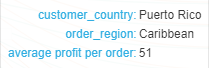 customer_country: Puerto Rico
order_region: Caribbean
average profit per order: 51